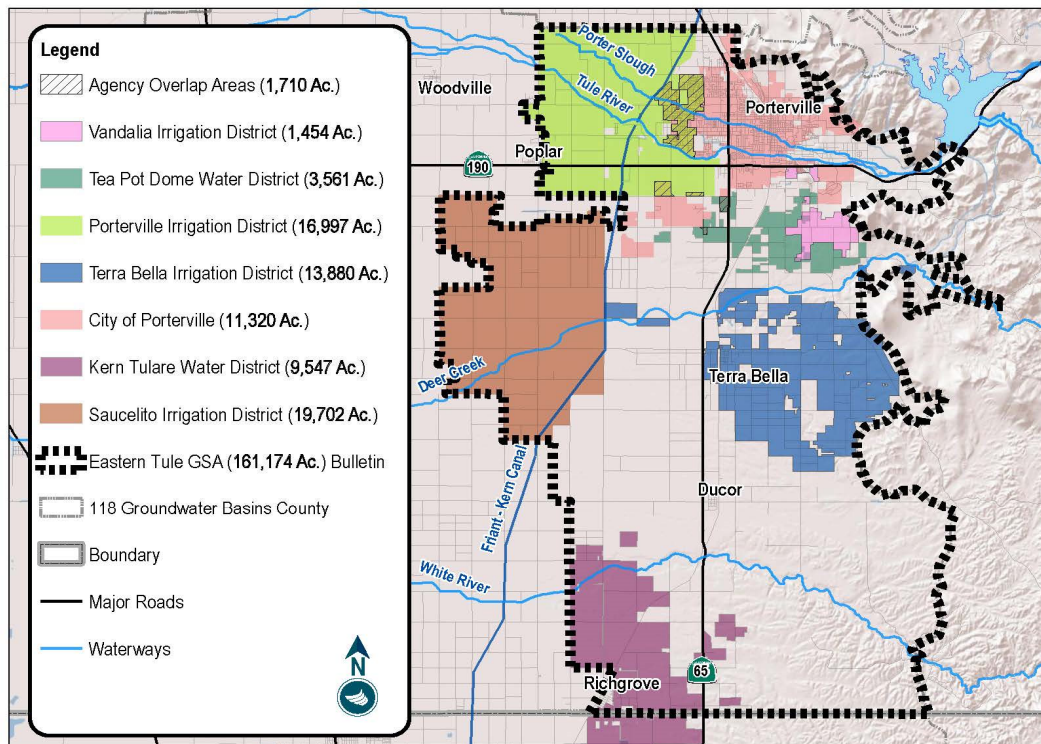 Legend
Agency Overlap Areas (1,710 Ac.)
Vandalia Irrigation District (1,454 Ac.)
Tea Pot Dome Water District (3,561 Ac.)
Porterville Irrigation District (16,997 Ac.)
Terra Bella Irrigation District (13,880 Ac.)
City of Porterville (11,320 Ac.)
Kern Tulare Water District (9,547 Ac.)
Saucelito Irrigation District (19,702 Ac.)
Eastern Tule GSA (161,174 Ac.) Bulletin
118 Groundwater Basins County
Boundary
Major Roads
Waterways
N
Porter Slough
Woodville
Tule River
Porterville
Poplar
190
Deer Creek
Terra Bella
Friant - Kern Canal
Ducor
White River
Richgrove
65